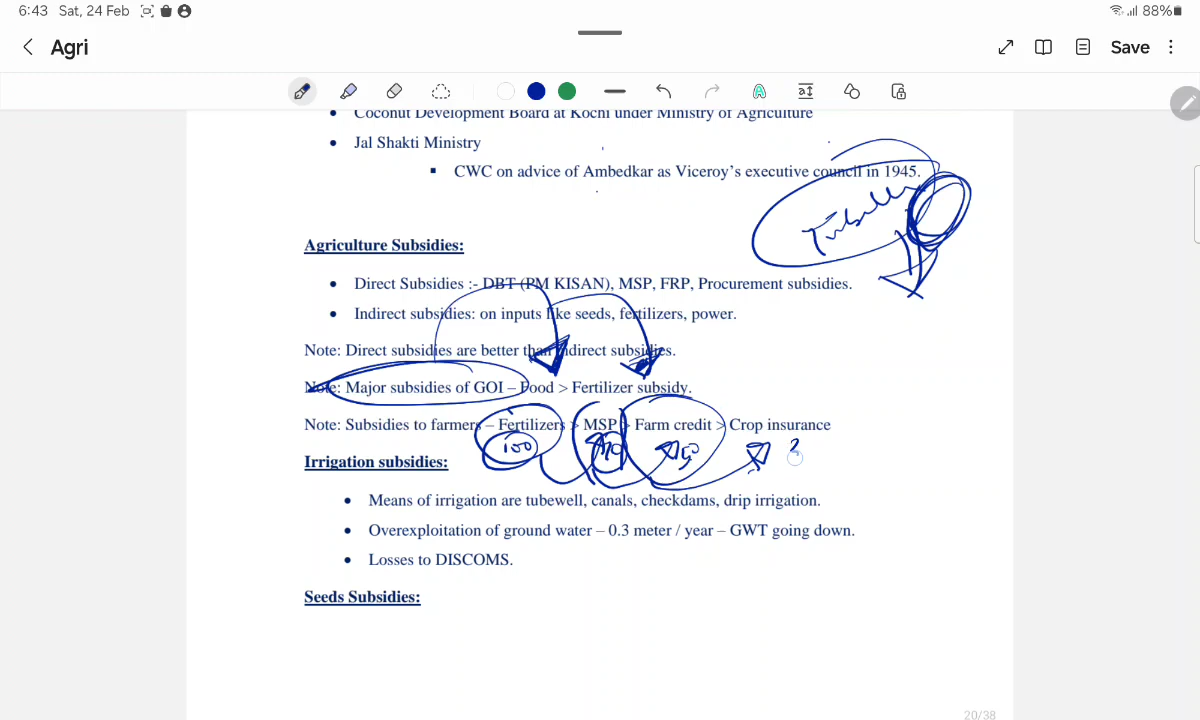 6:43 Sat, 24 Feb 88%
Agri Save
Coconut Development Board at Kochi under Ministry of Agriculture
• Jal Shakti Ministry
▪ CWC on advice of Ambedkar as Viceroy's executive council in 1945.
Agriculture Subsidies:
• Direct Subsidies :- DBT (PM KISAN), MSP, FRP, Procurement subsidies.
• Indirect subsidies: on inputs like seeds, fertilizers, power.
Note: Direct subsidies are better than indirect subsidies.
Note: Major subsidies of GOI – Food > Fertilizer subsidy.
Note: Subsidies to farmers – Fertilizers > MSP > Farm credit > Crop insurance
100
50
Irrigation subsidies:
• Means of irrigation are tubewell, canals, checkdams, drip irrigation.
• Overexploitation of ground water – 0.3 meter / year – GWT going down.
• Losses to DISCOMS.
Seeds Subsidies:
20/38